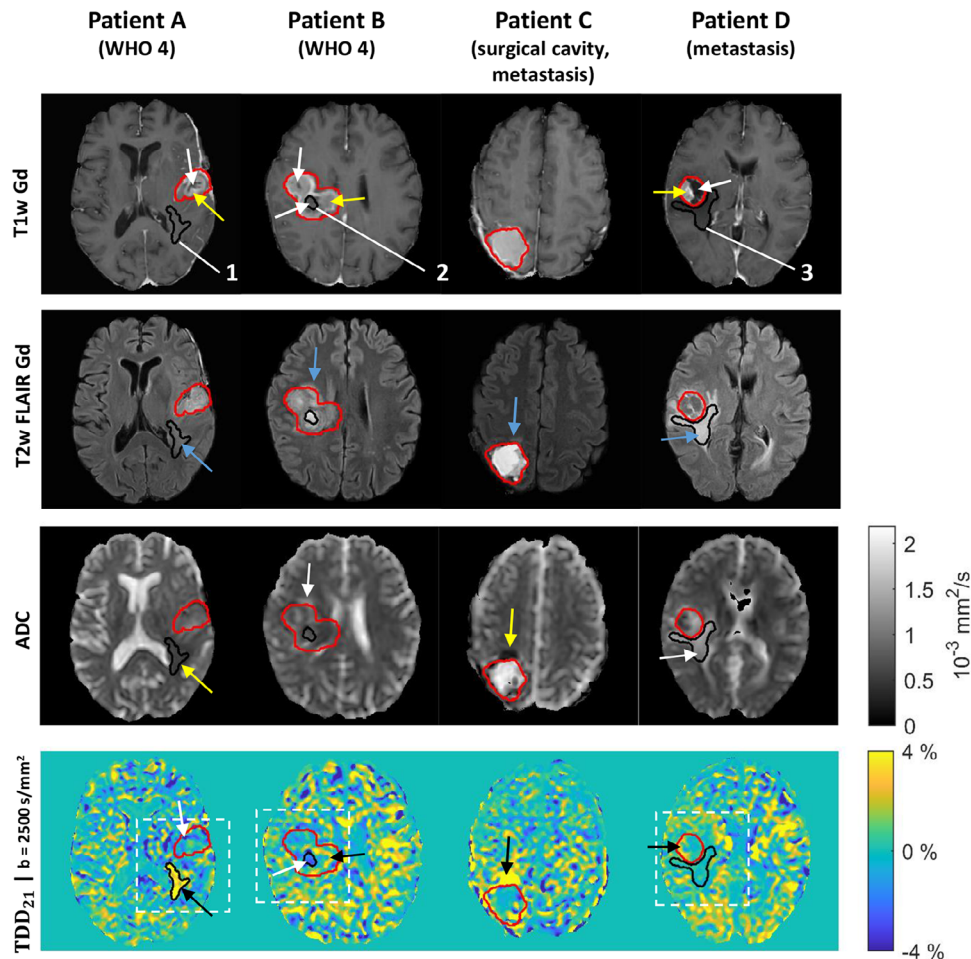 Patient A
(WHO 4)
Patient B
(WHO 4)
Patient C
(surgical cavity,
metastasis)
Patient D
(metastasis)
T1w Gd
1
2
3
T2w FLAIR Gd
ADC
2
1.5
1
0.5
0
10⁻³ mm²/s
TDD₂₁ | b = 2500 s/mm²
4 %
2 %
0 %
-4 %